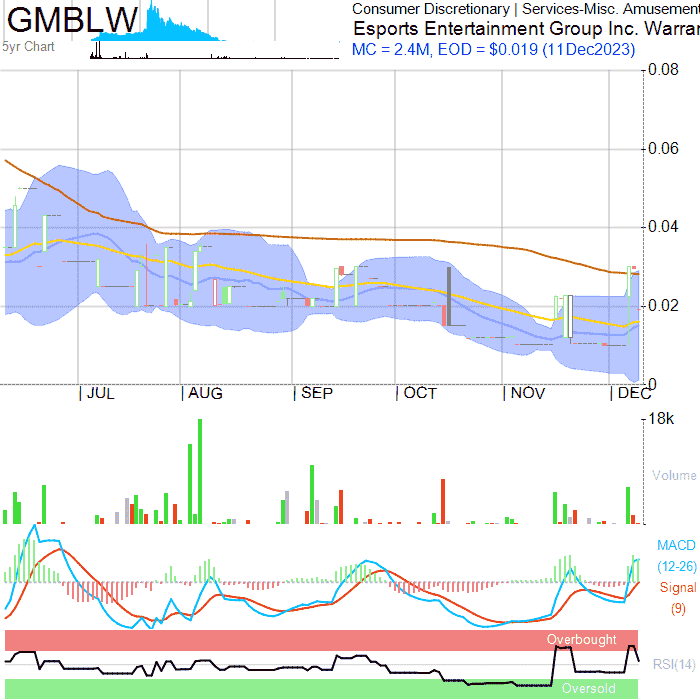 GMBLW
5yr Chart
Consumer Discretionary | Services-Misc. Amusement
Esports Entertainment Group Inc. Warrar
MC = 2.4M, EOD = $0.019 (11Dec2023)
0.08
0.06
0.04
0.02
0
| JUL | AUG | SEP | OCT | NOV | DEC
18k
Volume
MACD
(12-26)
Signal
(9)
Overbought
RSI(14)
Oversold